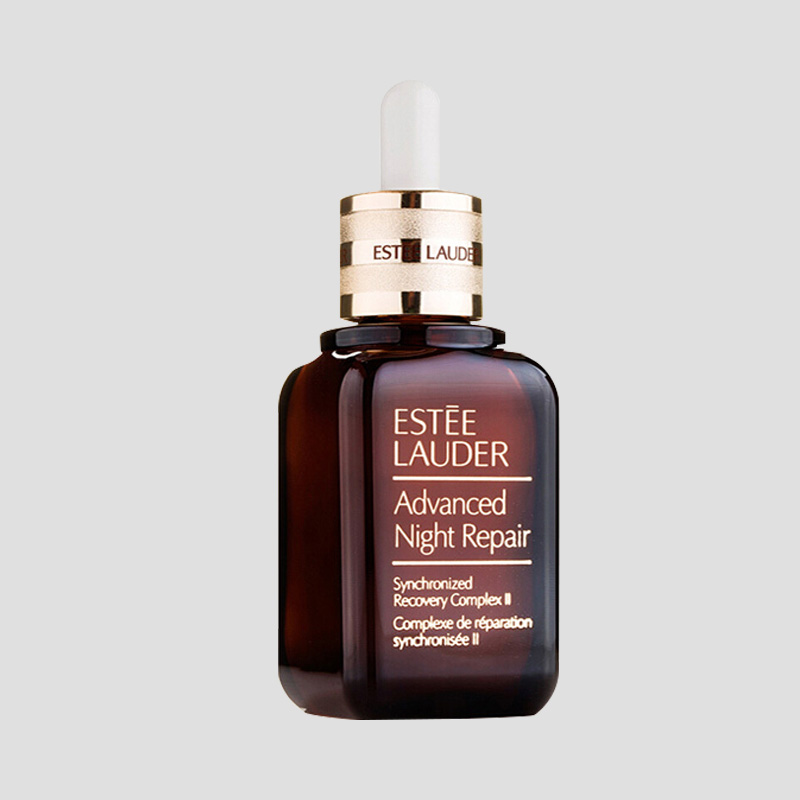 ESTĒE LAUDER
ESTĒE
LAUDER
Advanced
Night Repair
Synchronized
Recovery Complex II
Complexe de réparation
synchronisée II